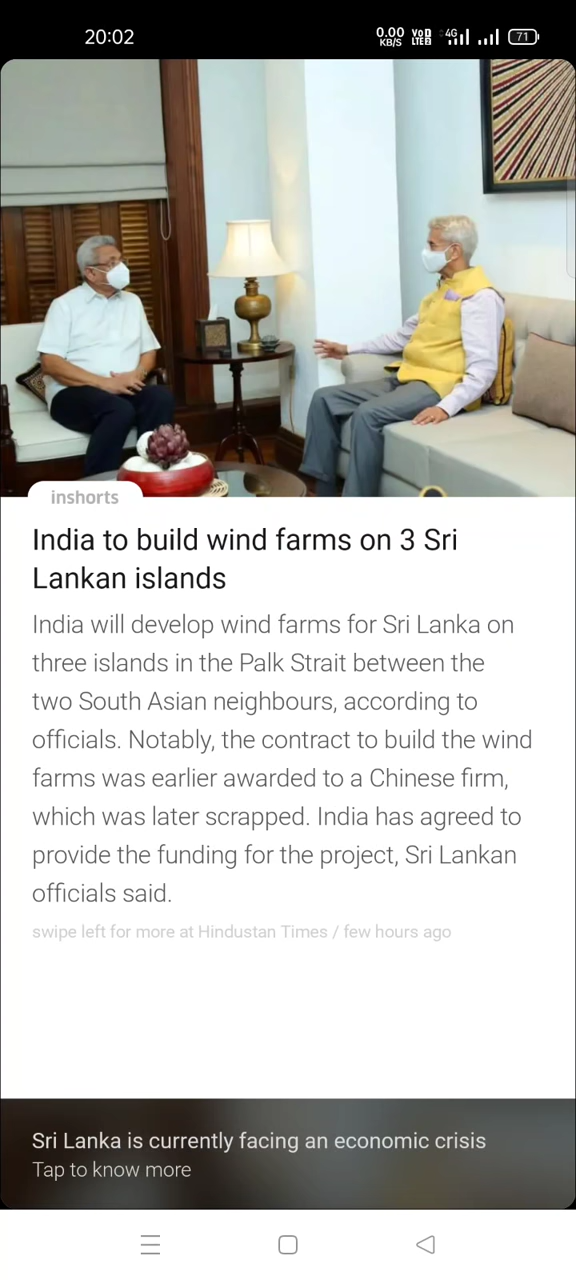 20:02
0.00 KB/S VoD LTE2 4G 71
inshorts
India to build wind farms on 3 Sri
Lankan islands
India will develop wind farms for Sri Lanka on
three islands in the Palk Strait between the
two South Asian neighbours, according to
officials. Notably, the contract to build the wind
farms was earlier awarded to a Chinese firm,
which was later scrapped. India has agreed to
provide the funding for the project, Sri Lankan
officials said.
swipe left for more at Hindustan Times / few hours ago
Sri Lanka is currently facing an economic crisis
Tap to know more